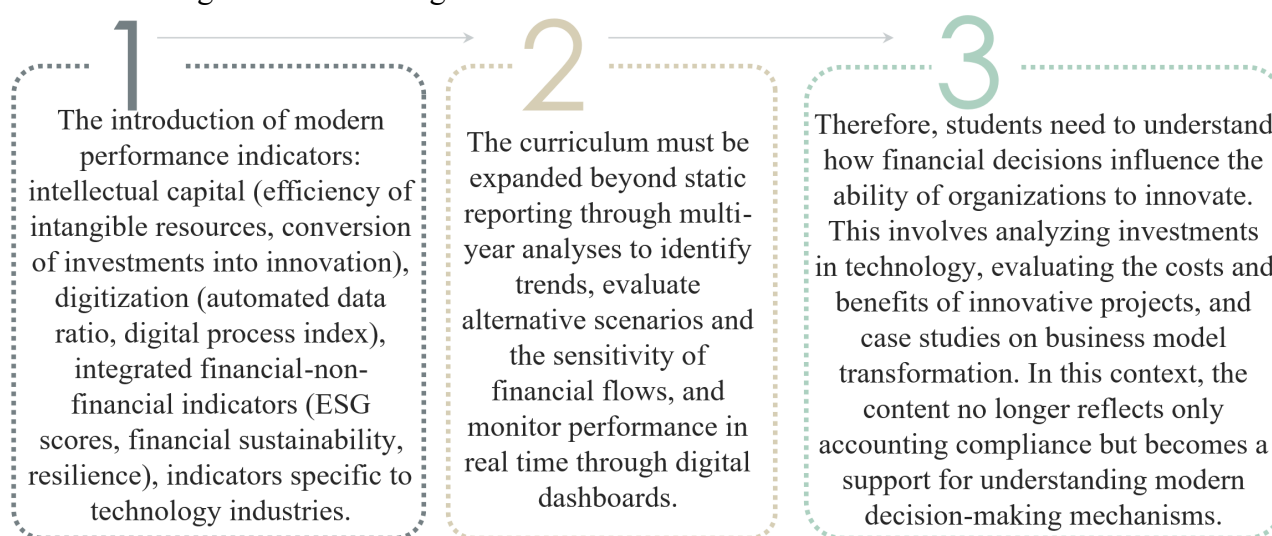 1
The introduction of modern
performance indicators:
intellectual capital (efficiency of
intangible resources, conversion
of investments into innovation),
digitization (automated data
ratio, digital process index),
integrated financial-non-
financial indicators (ESG
scores, financial sustainability,
resilience), indicators specific to
technology industries.
2
The curriculum must be
expanded beyond static
reporting through multi-
year analyses to identify
trends, evaluate
alternative scenarios and
the sensitivity of
financial flows, and
monitor performance in
real time through digital
dashboards.
3
Therefore, students need to understand
how financial decisions influence the
ability of organizations to innovate.
This involves analyzing investments
in technology, evaluating the costs and
benefits of innovative projects, and
case studies on business model
transformation. In this context, the
content no longer reflects only
accounting compliance but becomes a
support for understanding modern
decision-making mechanisms.